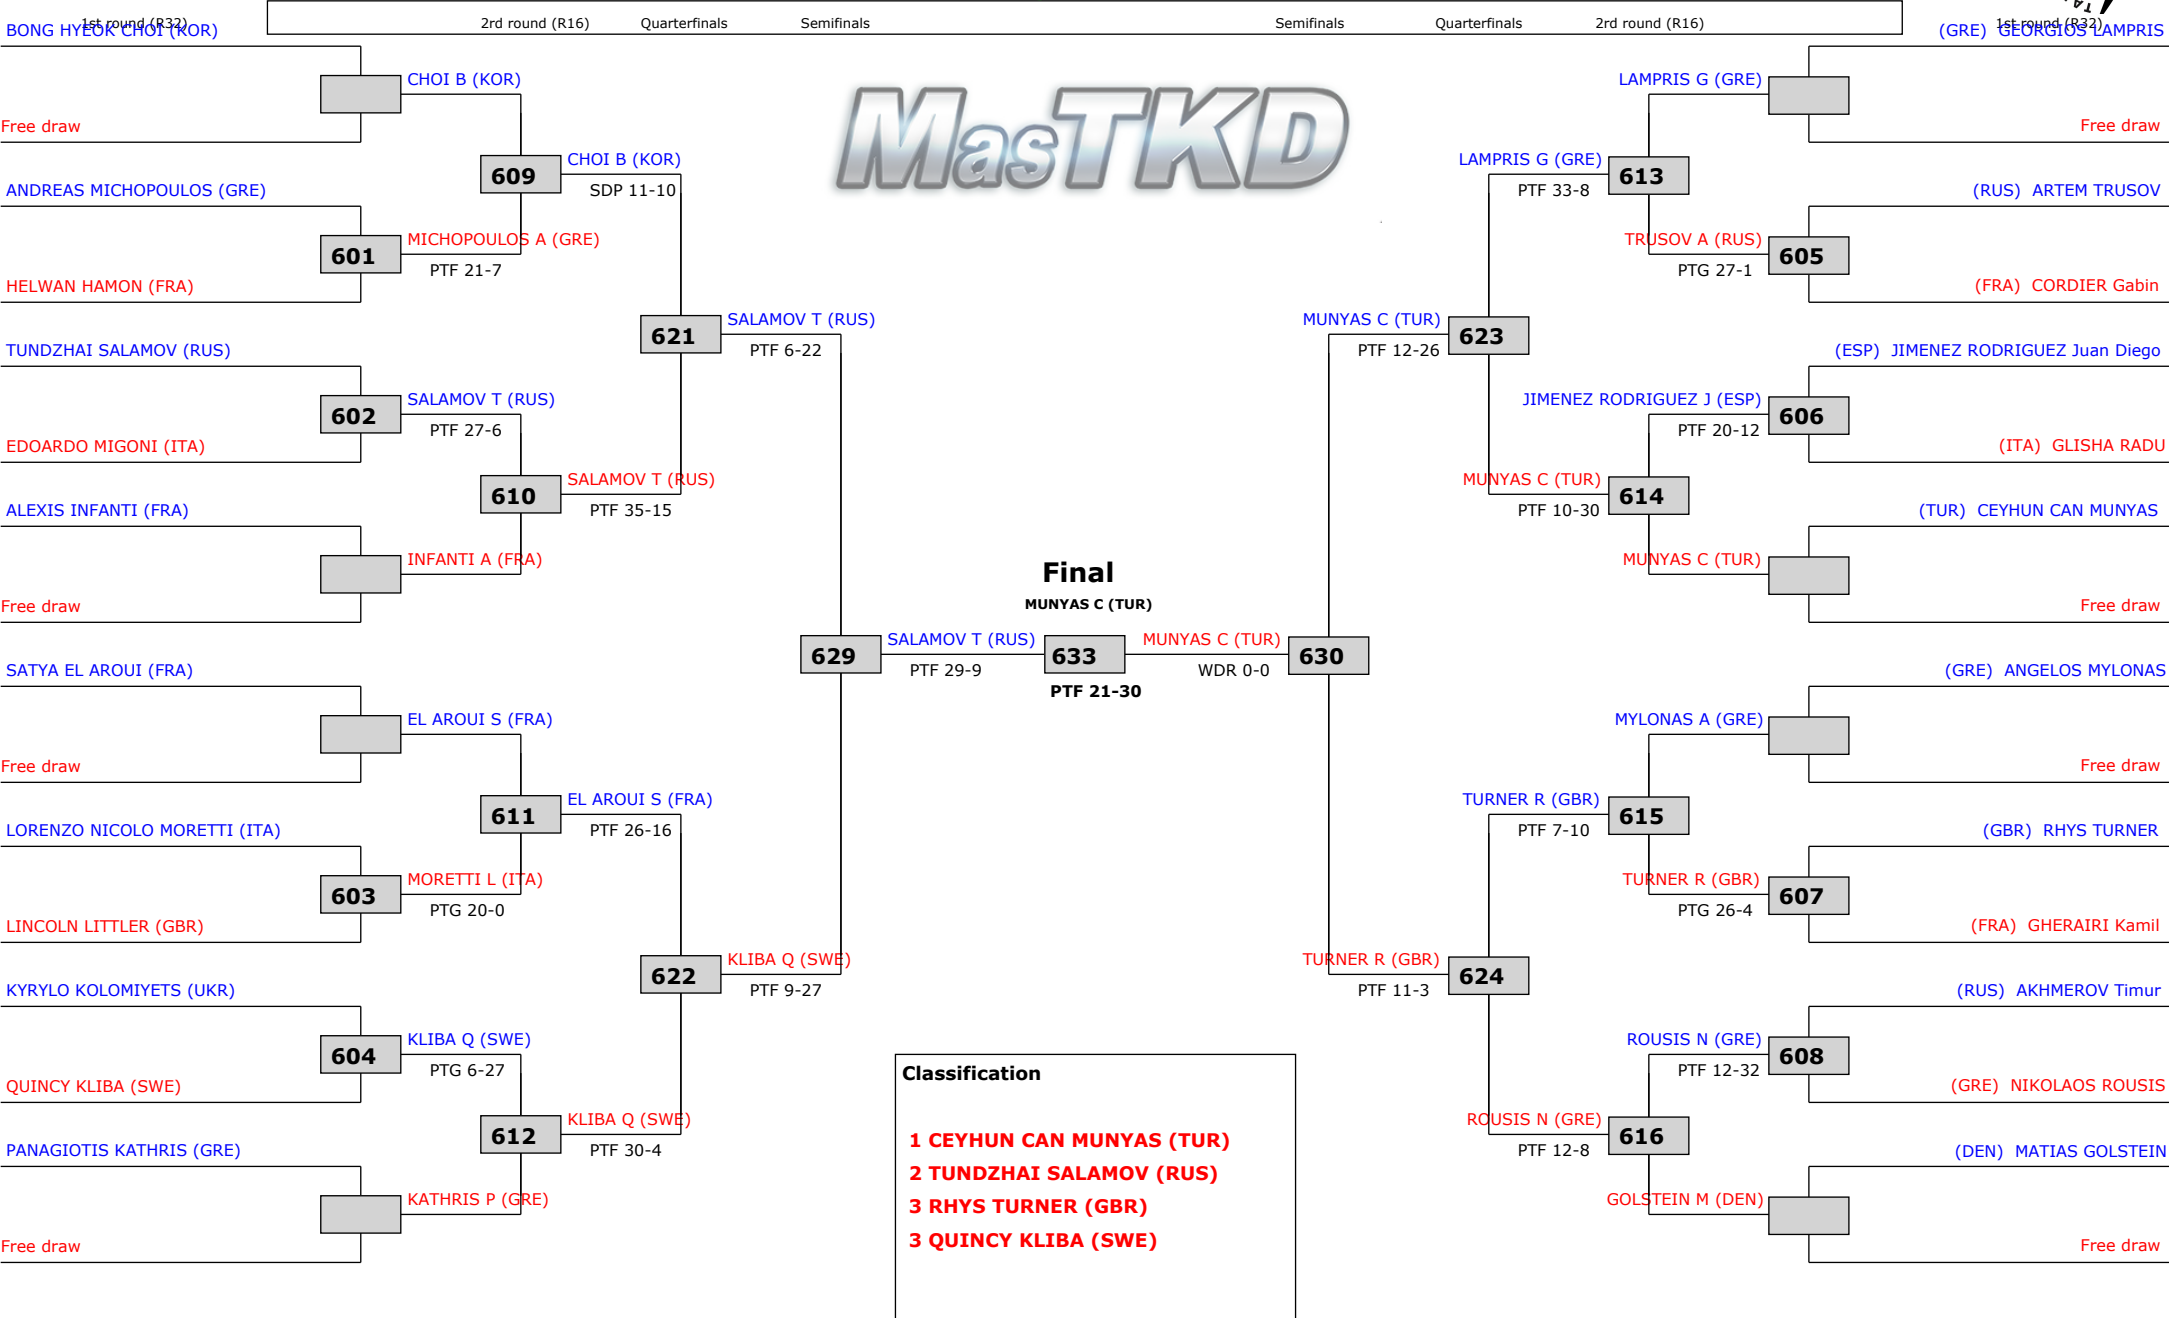 1st round (R32)
2rd round (R16)
Quarterfinals
Semifinals
Semifinals
Quarterfinals
2rd round (R16)
1st round (R32)
MasTKD
BONG HYEOK CHOI (KOR)
Free draw
ANDREAS MICHOPOULOS (GRE)
HELWAN HAMON (FRA)
TUNDZHAI SALAMOV (RUS)
EDOARDO MIGONI (ITA)
ALEXIS INFANTI (FRA)
Free draw
SATYA EL AROUI (FRA)
Free draw
LORENZO NICOLO MORETTI (ITA)
LINCOLN LITTLER (GBR)
KYRYLO KOLOMIYETS (UKR)
QUINCY KLIBA (SWE)
PANAGIOTIS KATHRIS (GRE)
Free draw
CHOI B (KOR)
601
MICHOPOULOS A (GRE)
PTF 21-7
602
SALAMOV T (RUS)
PTF 27-6
INFANTI A (FRA)
EL AROUI S (FRA)
603
MORETTI L (ITA)
PTG 20-0
604
KLIBA Q (SWE)
PTG 6-27
KATHRIS P (GRE)
609
CHOI B (KOR)
SDP 11-10
610
SALAMOV T (RUS)
PTF 35-15
611
EL AROUI S (FRA)
PTF 26-16
612
KLIBA Q (SWE)
PTF 30-4
621
SALAMOV T (RUS)
PTF 6-22
622
KLIBA Q (SWE)
PTF 9-27
629
SALAMOV T (RUS)
PTF 29-9
Final
MUNYAS C (TUR)
633
PTF 21-30
MUNYAS C (TUR)
WDR 0-0
630
MUNYAS C (TUR)
PTF 12-26
623
TURNER R (GBR)
PTF 11-3
624
LAMPRIS G (GRE)
PTF 33-8
613
MUNYAS C (TUR)
PTF 10-30
614
TURNER R (GBR)
PTF 7-10
615
ROUSIS N (GRE)
PTF 12-8
616
LAMPRIS G (GRE)
TRUSOV A (RUS)
PTG 27-1
605
JIMENEZ RODRIGUEZ J (ESP)
PTF 20-12
606
MUNYAS C (TUR)
MYLONAS A (GRE)
TURNER R (GBR)
PTG 26-4
607
ROUSIS N (GRE)
PTF 12-32
608
GOLSTEIN M (DEN)
(GRE) GEORGIOS LAMPRIS
Free draw
(RUS) ARTEM TRUSOV
(FRA) CORDIER Gabin
(ESP) JIMENEZ RODRIGUEZ Juan Diego
(ITA) GLISHA RADU
(TUR) CEYHUN CAN MUNYAS
Free draw
(GRE) ANGELOS MYLONAS
Free draw
(GBR) RHYS TURNER
(FRA) GHERAIRI Kamil
(RUS) AKHMEROV Timur
(GRE) NIKOLAOS ROUSIS
(DEN) MATIAS GOLSTEIN
Free draw
Classification
1 CEYHUN CAN MUNYAS (TUR)
2 TUNDZHAI SALAMOV (RUS)
3 RHYS TURNER (GBR)
3 QUINCY KLIBA (SWE)